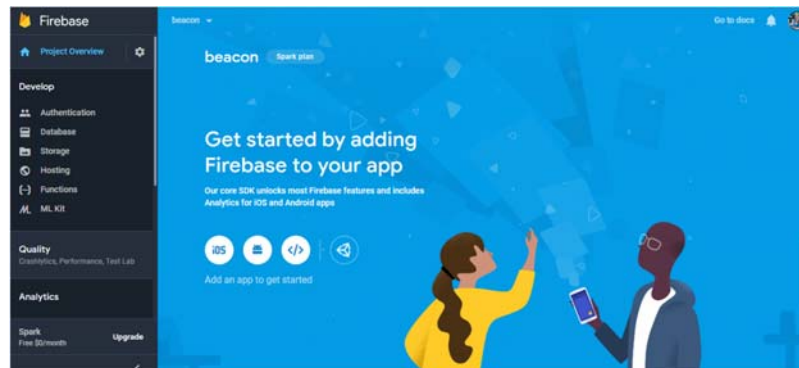 Firebase
Project Overview
Develop
Authentication
Database
Storage
Hosting
Functions
ML Kit
Quality
Crashlytics, Performance, Test Lab
Analytics
Spark
Free $0/month
Upgrade
beacon
Go to docs
beacon
Spark plan
Get started by adding
Firebase to your app
Our core SDK unlocks most Firebase features and includes
Analytics for iOS and Android apps
iOS
Add an app to get started